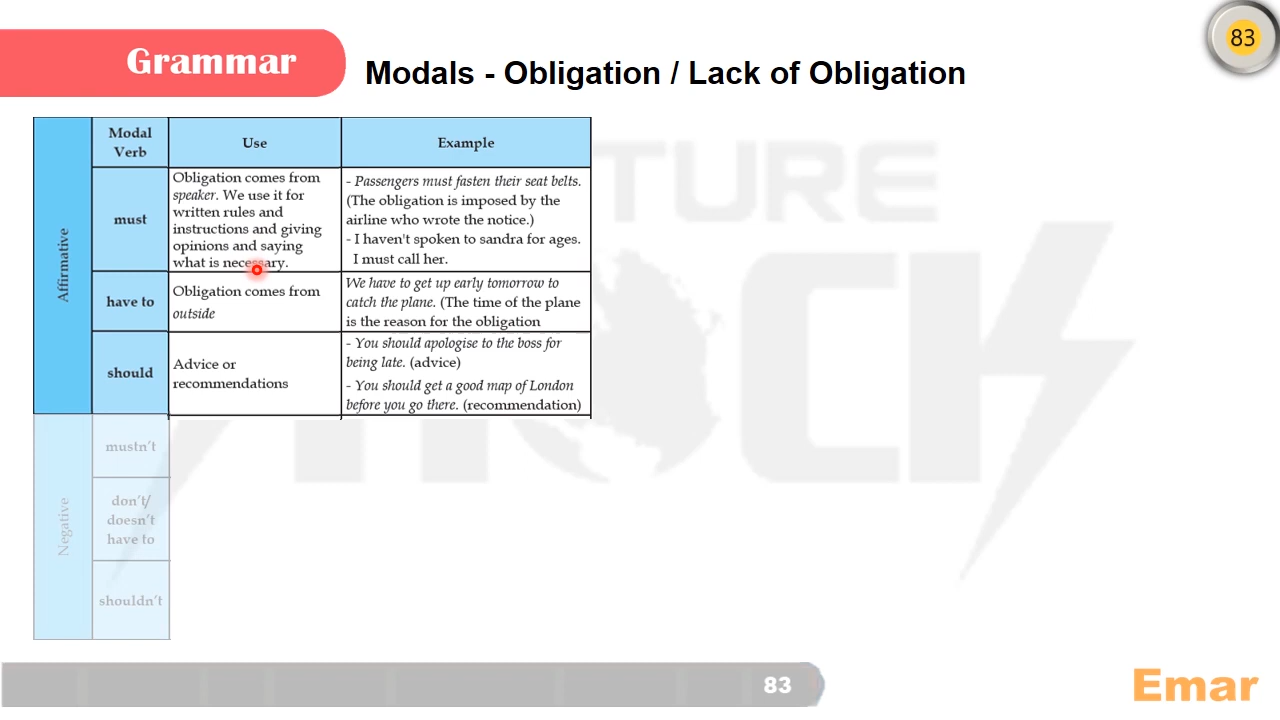 83
Grammar
Modals - Obligation / Lack of Obligation
Affirmative
Modal
Verb
Use
Example
must
Obligation comes from
speaker. We use it for
written rules and
instructions and giving
opinions and saying
what is necessary.
- Passengers must fasten their seat belts.
(The obligation is imposed by the
airline who wrote the notice.)
- I haven't spoken to sandra for ages.
I must call her.
have to
Obligation comes from
outside
We have to get up early tomorrow to
catch the plane. (The time of the plane
is the reason for the obligation
should
Advice or
recommendations
- You should apologise to the boss for
being late. (advice)
- You should get a good map of London
before you go there. (recommendation)
Negative
mustn't
don't/
doesn't
have to
shouldn't
83
Emar